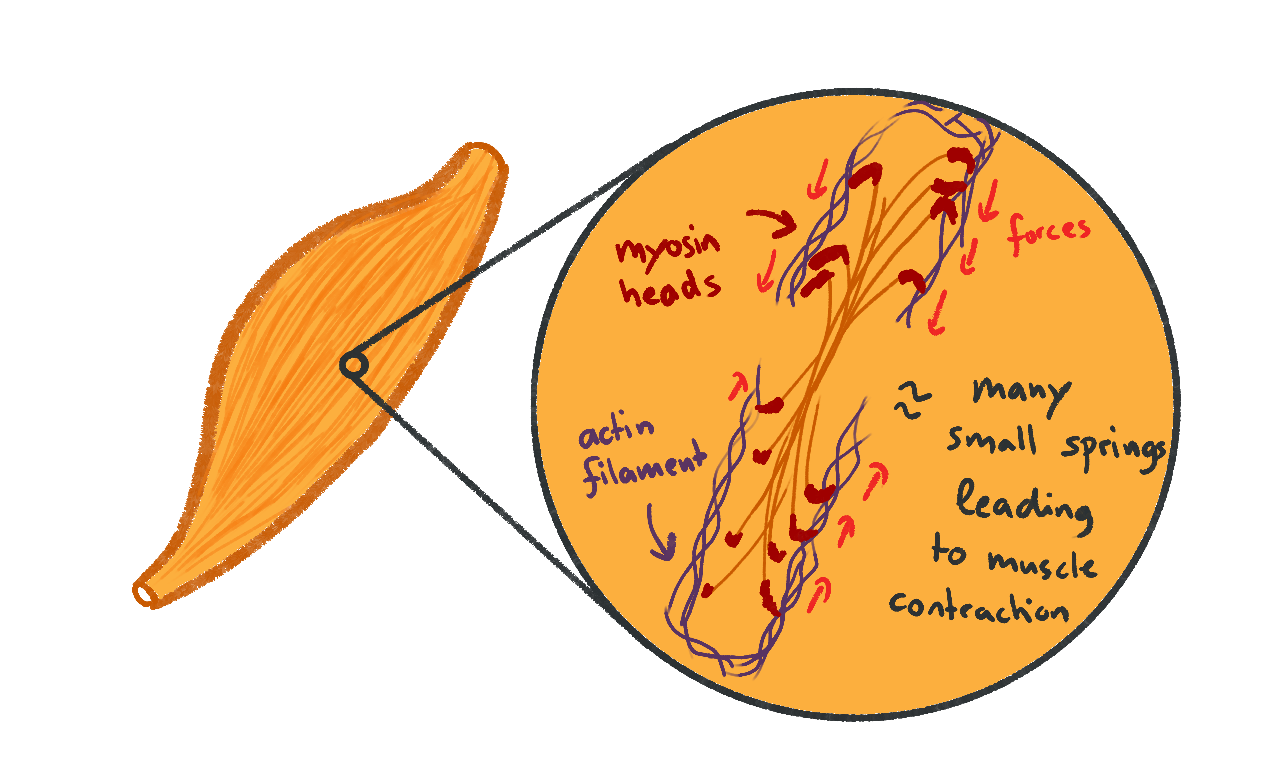 myosin
heads
forces
actin
filament
≈ many
small springs
leading
to muscle
contraction